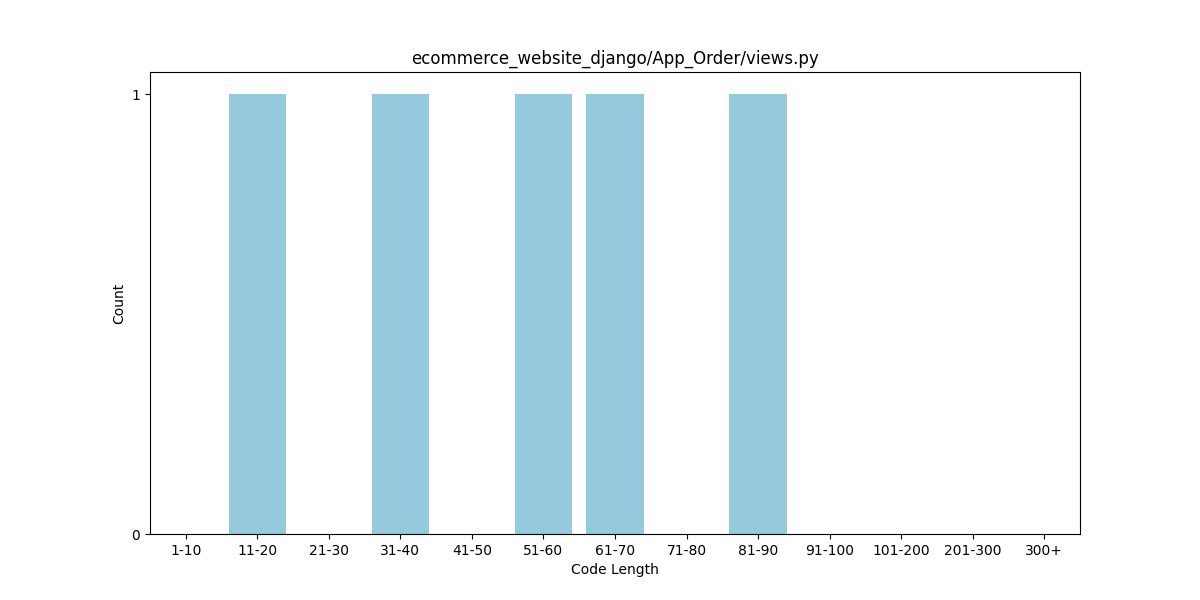 ecommerce_website_django/App_Order/views.py
1
0
Count
1-10 11-20 21-30 31-40 41-50 51-60 61-70 71-80 81-90 91-100 101-200 201-300 300+
Code Length